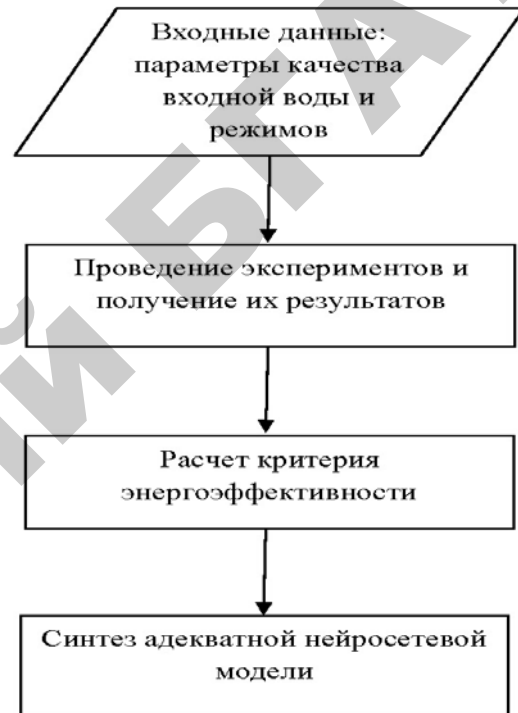 Входные данные:
параметры качества
входной воды и
режимов
Проведение экспериментов и
получение их результатов
Расчет критерия
энергоэффективности
Синтез адекватной нейросетевой
модели